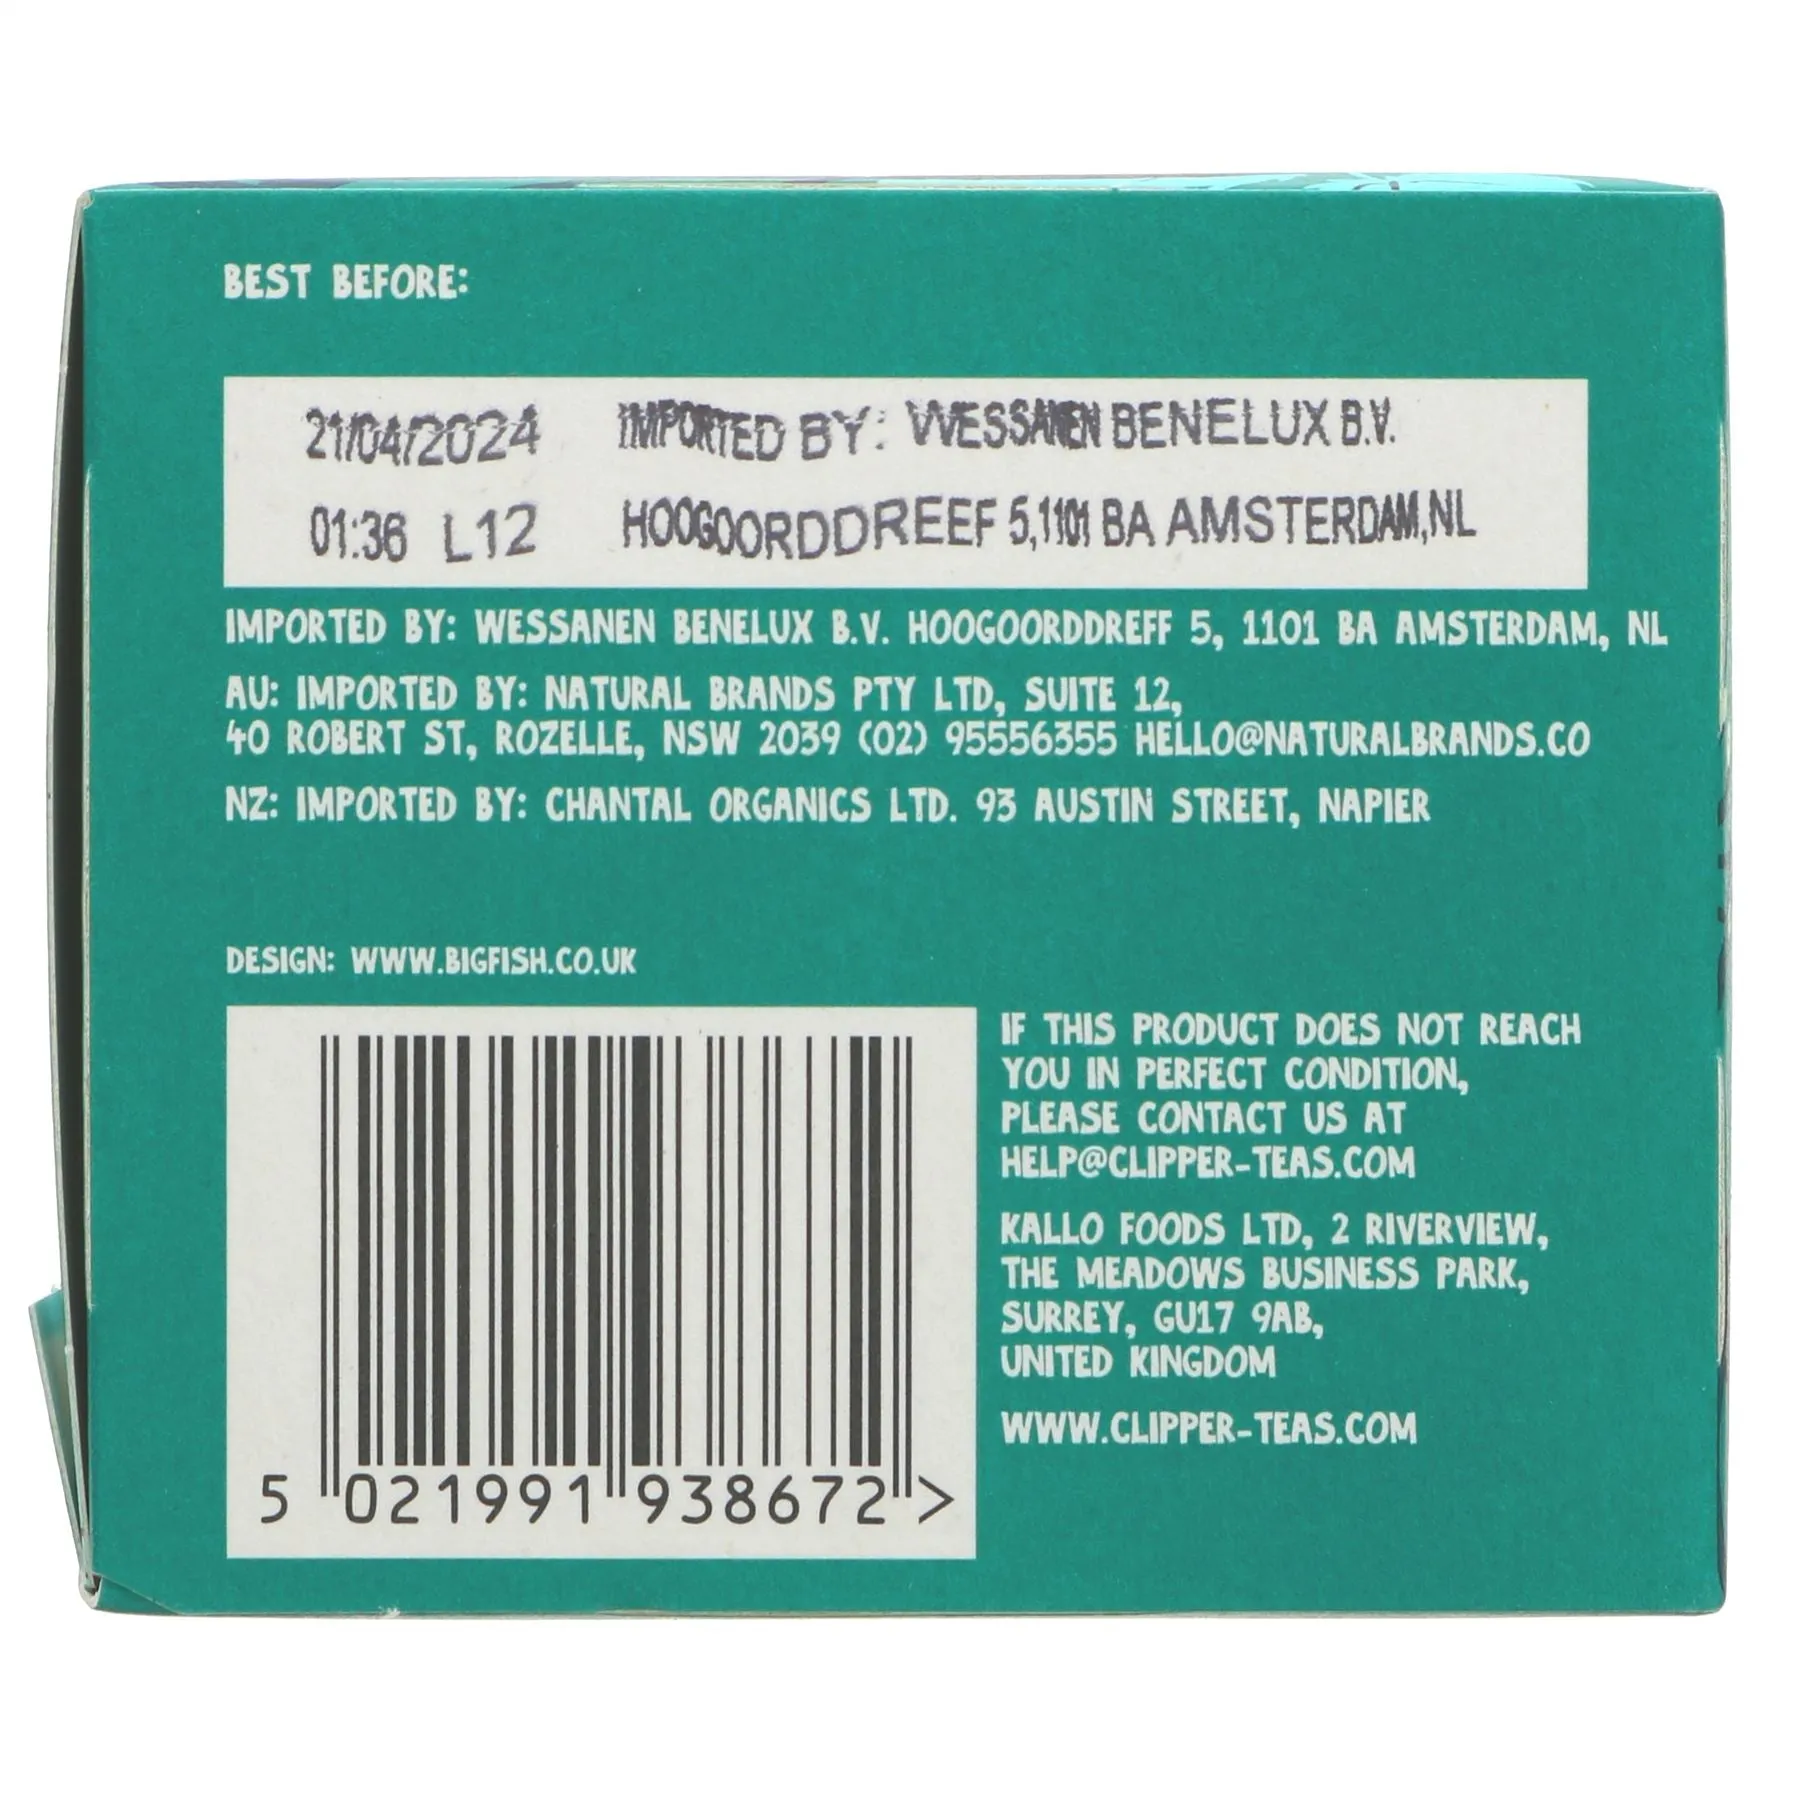 BEST BEFORE:
21/04/2024 IMPORTED BY: WESSANEN BENELUX B.V.
01:36 L12 HOOGOORDDREEF 5,1101 BA AMSTERDAM,NL
IMPORTED BY: WESSANEN BENELUX B.V. HOOGOORDDREFF 5, 1101 BA AMSTERDAM, NL
AU: IMPORTED BY: NATURAL BRANDS PTY LTD, SUITE 12,
40 ROBERT ST, ROZELLE, NSW 2039 (02) 95556355 HELLO@NATURALBRANDS.CO
NZ: IMPORTED BY: CHANTAL ORGANICS LTD. 93 AUSTIN STREET, NAPIER
DESIGN: WWW.BIGFISH.CO.UK
5 021991 938672 >
IF THIS PRODUCT DOES NOT REACH
YOU IN PERFECT CONDITION,
PLEASE CONTACT US AT
HELP@CLIPPER-TEAS.COM
KALLO FOODS LTD, 2 RIVERVIEW,
THE MEADOWS BUSINESS PARK,
SURREY, GU17 9AB,
UNITED KINGDOM
WWW.CLIPPER-TEAS.COM